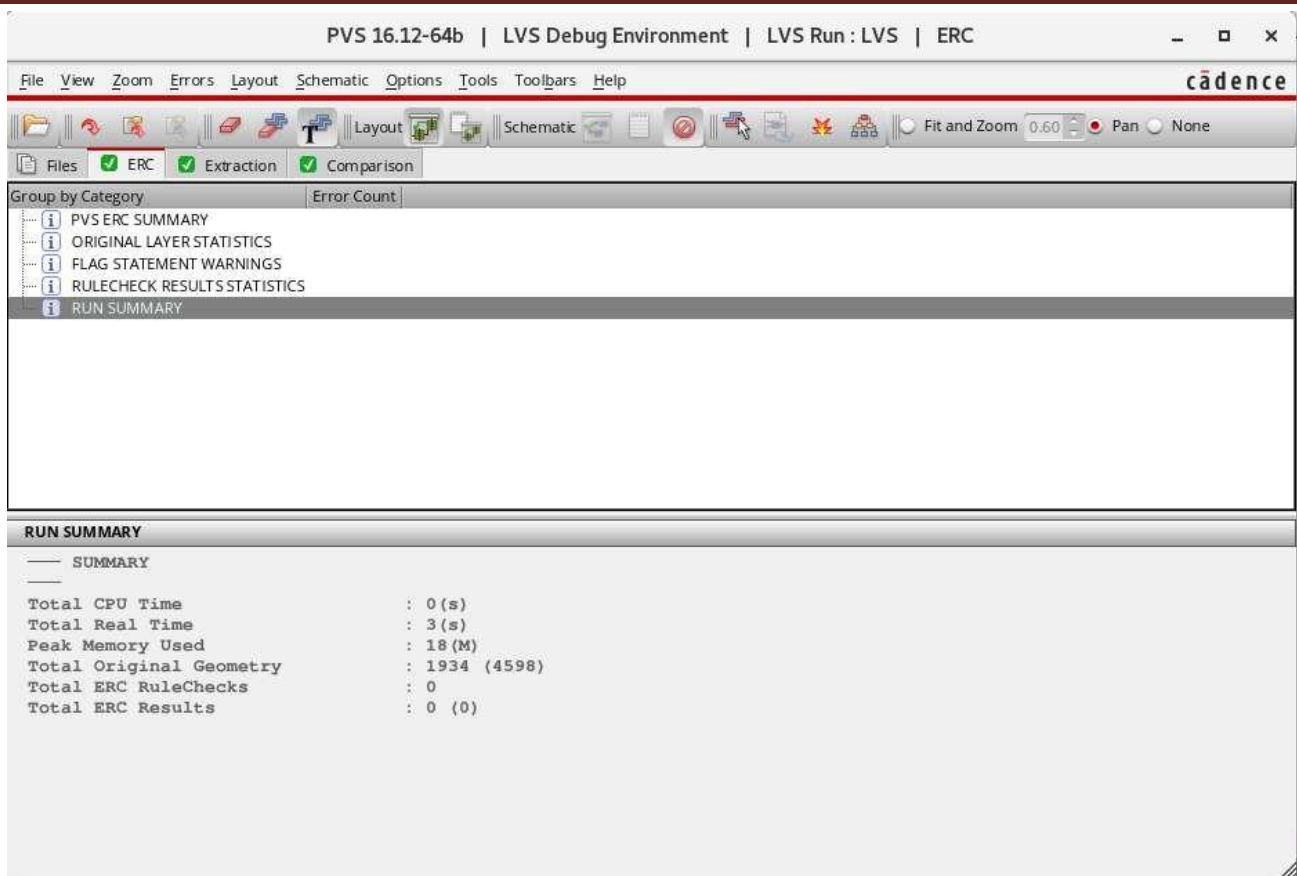 PVS 16.12-64b | LVS Debug Environment | LVS Run : LVS | ERC
File View Zoom Errors Layout Schematic Options Tools Toolbars Help
cādence
T Layout Schematic Fit and Zoom 0.60 Pan None
Files ERC Extraction Comparison
Group by Category Error Count
PVS ERC SUMMARY
ORIGINAL LAYER STATISTICS
FLAG STATEMENT WARNINGS
RULECHECK RESULTS STATISTICS
RUN SUMMARY
RUN SUMMARY
SUMMARY
Total CPU Time : 0(s)
Total Real Time : 3(s)
Peak Memory Used : 18(M)
Total Original Geometry : 1934 (4598)
Total ERC RuleChecks : 0
Total ERC Results : 0 (0)